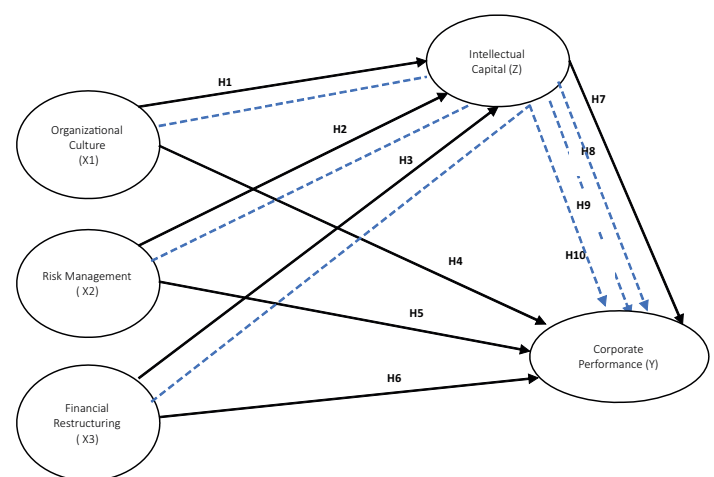 Intellectual
Capital (Z)
H1
H7
Organizational
Culture
(X1)
H2
H3
H8
H9
H10
Risk Management
( X2)
H4
H5
Corporate
Performance (Y)
H6
Financial
Restructuring
( X3)